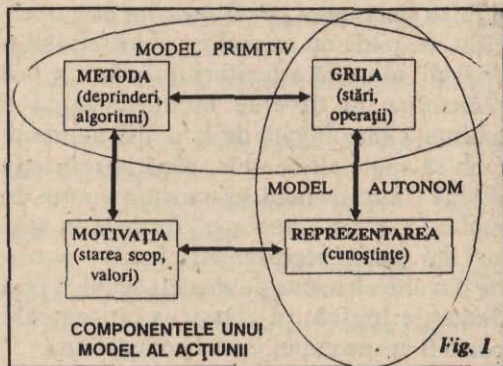 MODEL PRIMITIV
METODA
(deprinderi,
algoritmi)
GRILA
(stări,
operații)
MODEL AUTONOM
MOTIVAȚIA
(starea scop,
valori)
REPREZENTAREA
(cunoștințe)
COMPONENTELE UNUI
MODEL AL ACȚIUNII
Fig. 1